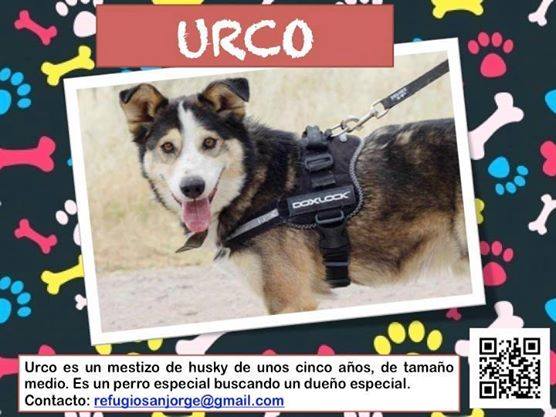 URCO
DOXLOCK
Urco es un mestizo de husky de unos cinco años, de tamaño
medio. Es un perro especial buscando un dueño especial.
Contacto: refugiosanjorge@gmail.com